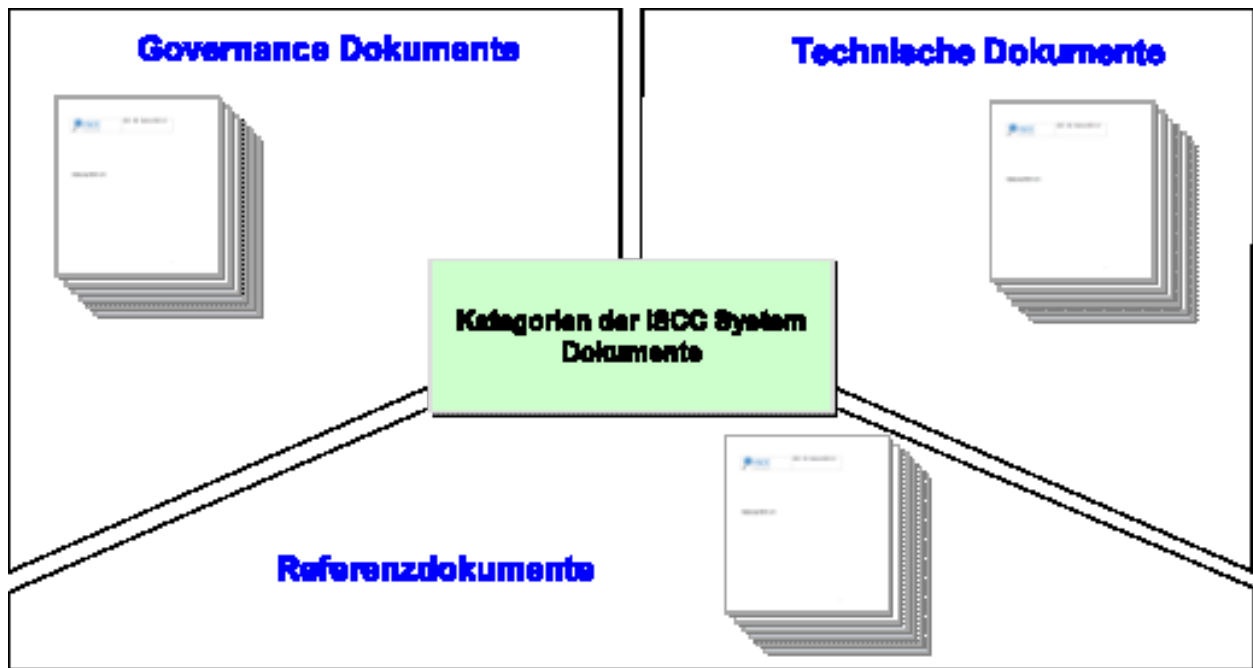 Governance Dokumente
Technische Dokumente
Kategorien der ISCC System
Dokumente
Referenzdokumente